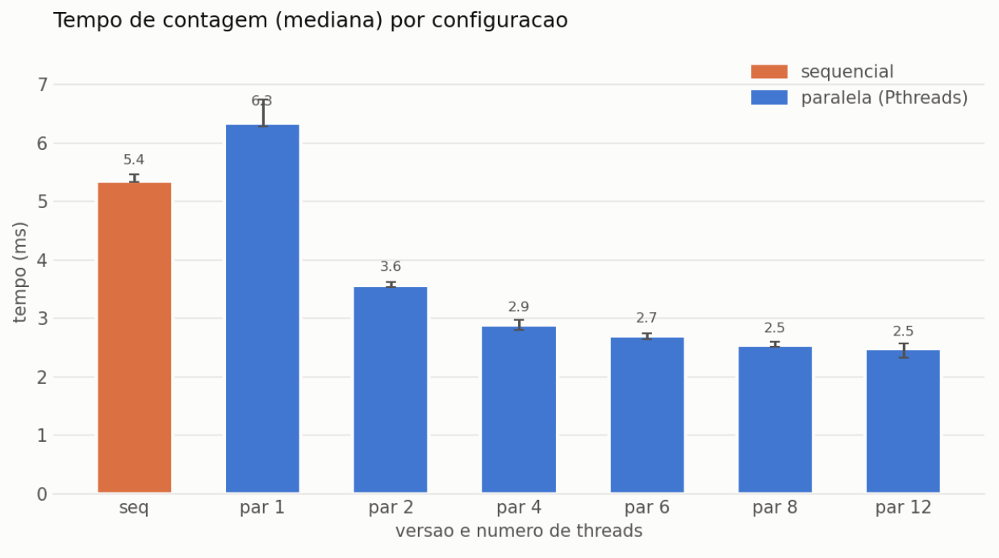 Tempo de contagem (mediana) por configuracao
sequencial
paralela (Pthreads)
7
6
5
4
3
2
1
0
tempo (ms)
5.4
6.3
3.6
2.9
2.7
2.5
2.5
seq
par 1
par 2
par 4
par 6
par 8
par 12
versao e numero de threads